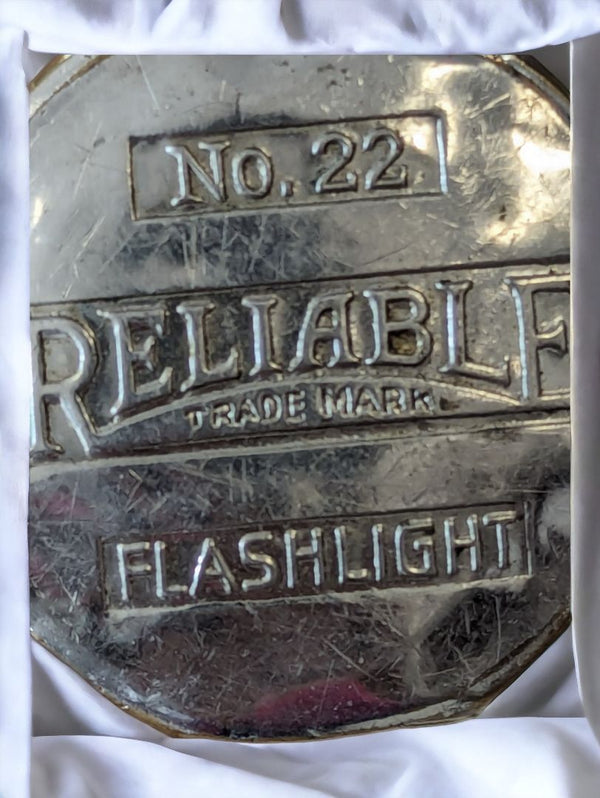 No. 22
RELIABLE
TRADE MARK
FLASHLIGHT